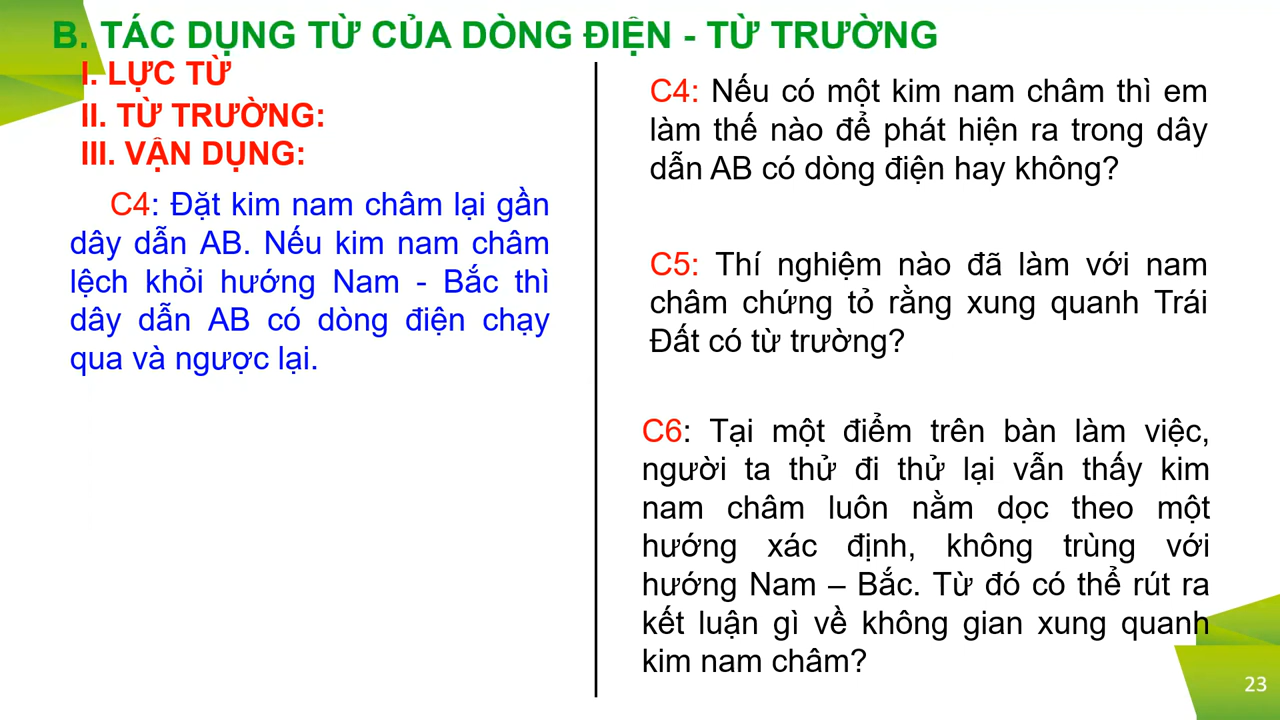 B. TÁC DỤNG TỪ CỦA DÒNG ĐIỆN - TỪ TRƯỜNG
I. LỰC TỪ
II. TỪ TRƯỜNG:
III. VẬN DỤNG:
C4: Đặt kim nam châm lại gần
dây dẫn AB. Nếu kim nam châm
lệch khỏi hướng Nam - Bắc thì
dây dẫn AB có dòng điện chạy
qua và ngược lại.
C4: Nếu có một kim nam châm thì em
làm thế nào để phát hiện ra trong dây
dẫn AB có dòng điện hay không?
C5: Thí nghiệm nào đã làm với nam
châm chứng tỏ rằng xung quanh Trái
Đất có từ trường?
C6: Tại một điểm trên bàn làm việc,
người ta thử đi thử lại vẫn thấy kim
nam châm luôn nằm dọc theo một
hướng xác định, không trùng với
hướng Nam – Bắc. Từ đó có thể rút ra
kết luận gì về không gian xung quanh
kim nam châm?
23